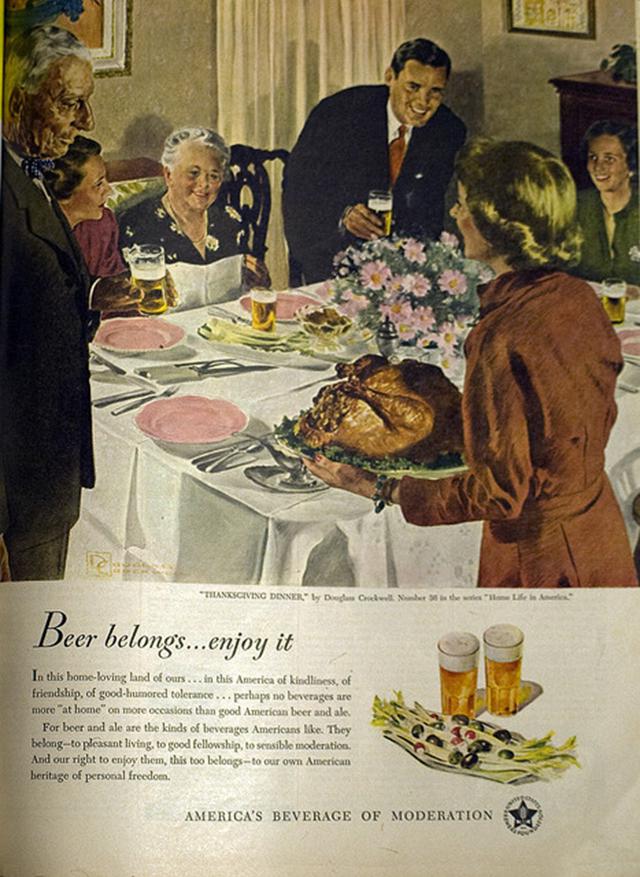 "THANKSGIVING DINNER," by Douglass Crockwell. Number 36 in the series "Home Life in America."
Beer belongs...enjoy it
In this home-loving land of ours . . . in this America of kindliness, of
friendship, of good-humored tolerance . . . perhaps no beverages are
more "at home" on more occasions than good American beer and ale.
For beer and ale are the kinds of beverages Americans like. They
belong—to pleasant living, to good fellowship, to sensible moderation.
And our right to enjoy them, this too belongs—to our own American
heritage of personal freedom.
AMERICA'S BEVERAGE OF MODERATION